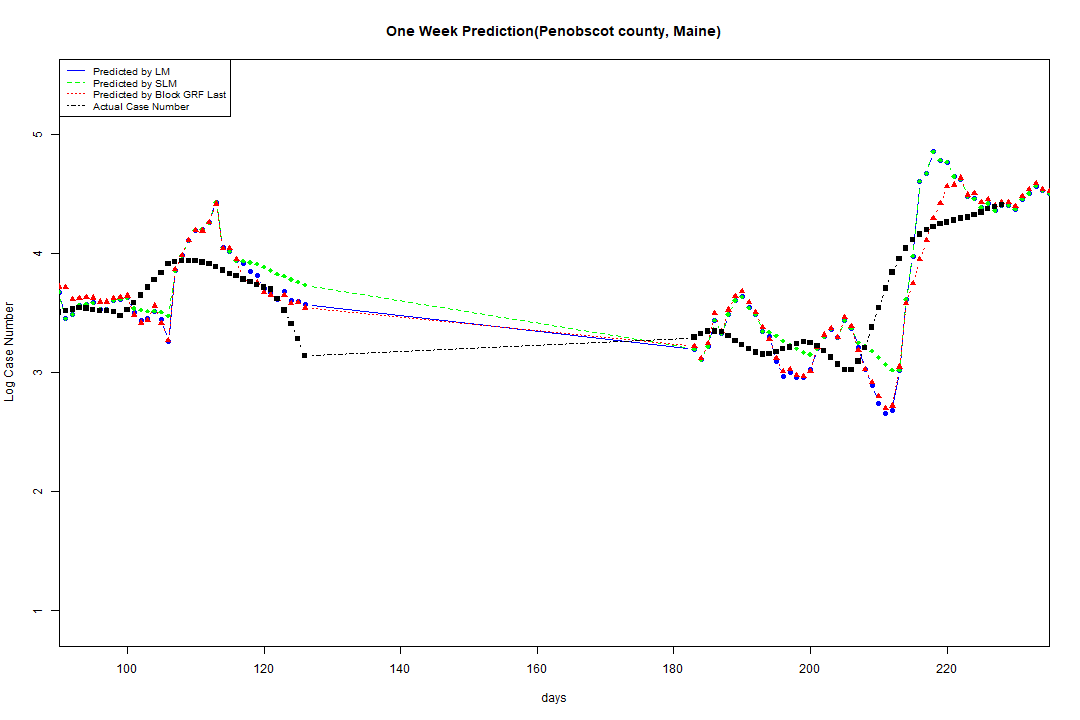 One Week Prediction(Penobscot county, Maine)
Predicted by LM
Predicted by SLM
Predicted by Block GRF Last
Actual Case Number
5
4
3
2
1
Log Case Number
100 120 140 160 180 200 220
days